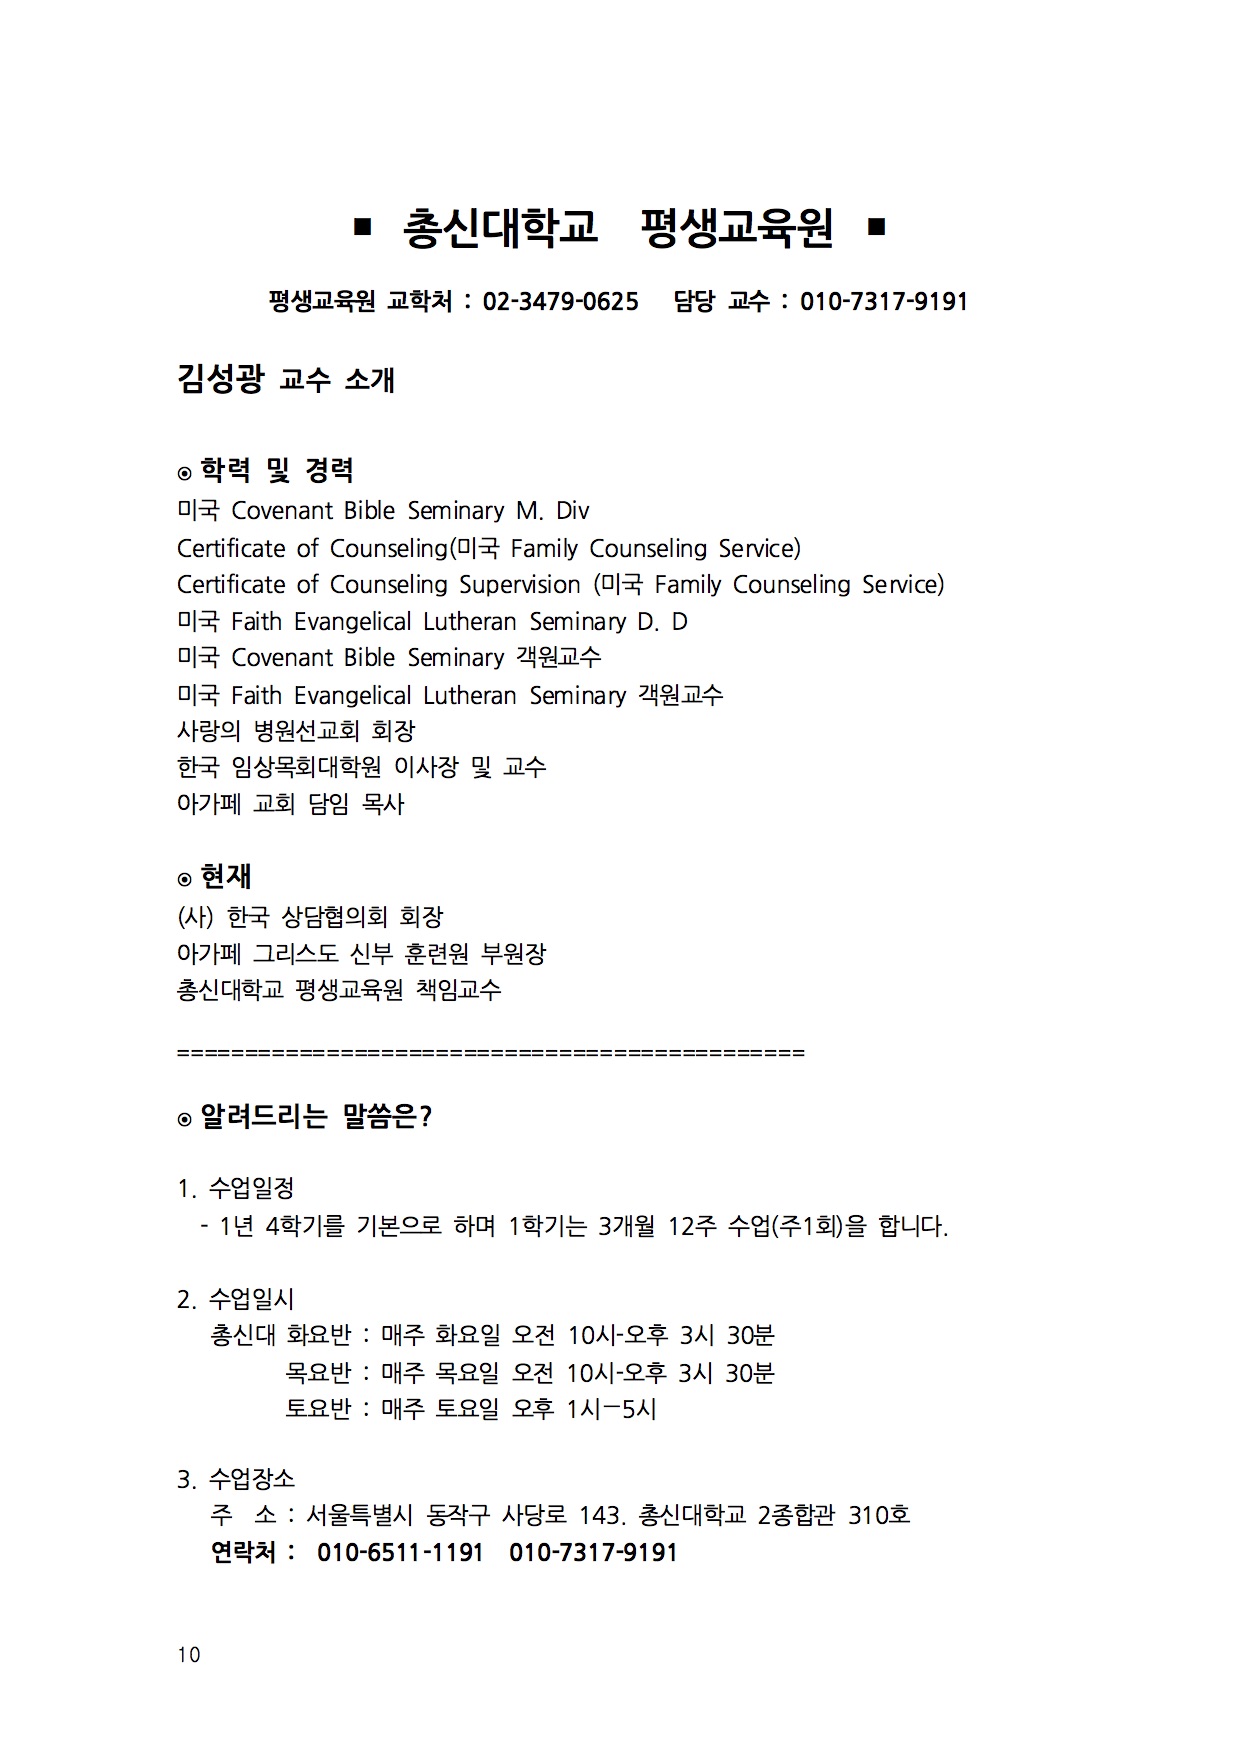 ▪ 총신대학교 평생교육원 ▪
평생교육원 교학처 : 02-3479-0625 담당 교수 : 010-7317-9191
김성광 교수 소개
◉ 학력 및 경력
미국 Covenant Bible Seminary M. Div
Certificate of Counseling(미국 Family Counseling Service)
Certificate of Counseling Supervision (미국 Family Counseling Service)
미국 Faith Evangelical Lutheran Seminary D. D
미국 Covenant Bible Seminary 객원교수
미국 Faith Evangelical Lutheran Seminary 객원교수
사랑의 병원선교회 회장
한국 임상목회대학원 이사장 및 교수
아가페 교회 담임 목사
◉ 현재
(사) 한국 상담협의회 회장
아가페 그리스도 신부 훈련원 부원장
총신대학교 평생교육원 책임교수
==============================================
◉ 알려드리는 말씀은?
1. 수업일정
- 1년 4학기를 기본으로 하며 1학기는 3개월 12주 수업(주1회)을 합니다.
2. 수업일시
총신대 화요반 : 매주 화요일 오전 10시-오후 3시 30분
목요반 : 매주 목요일 오전 10시-오후 3시 30분
토요반 : 매주 토요일 오후 1시─5시
3. 수업장소
주 소 : 서울특별시 동작구 사당로 143. 총신대학교 2종합관 310호
연락처 : 010-6511-1191 010-7317-9191
10